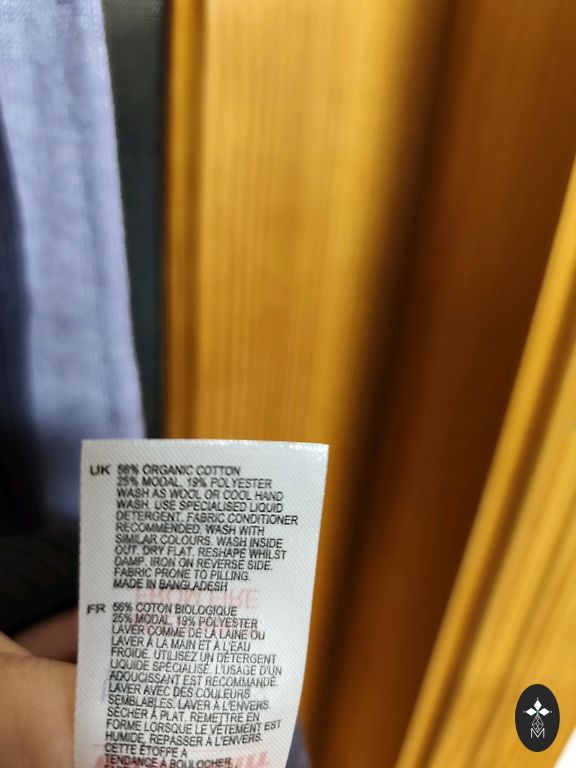 UK 56% ORGANIC COTTON
25% MODAL, 19% POLYESTER
WASH AS WOOL OR COOL HAND
WASH. USE SPECIALISED LIQUID
DETERGENT. FABRIC CONDITIONER
RECOMMENDED. WASH WITH
SIMILAR COLOURS. WASH INSIDE
OUT. DRY FLAT. RESHAPE WHILST
DAMP. IRON ON REVERSE SIDE.
FABRIC PRONE TO PILLING.
MADE IN BANGLADESH
FR 56% COTON BIOLOGIQUE
25% MODAL, 19% POLYESTER
LAVER COMME DE LA LAINE OU
LAVER À LA MAIN ET À L'EAU
FROIDE. UTILISEZ UN DÉTERGENT
LIQUIDE SPÉCIALISÉ. L'USAGE D'UN
ADOUCISSANT EST RECOMMANDÉ.
LAVER AVEC DES COULEURS
SEMBLABLES. LAVER À L'ENVERS.
SÉCHER À PLAT. REMETTRE EN
FORME LORSQUE LE VÊTEMENT EST
HUMIDE. REPASSER À L'ENVERS.
CETTE ÉTOFFE A
TENDANCE À BOULOCHER.